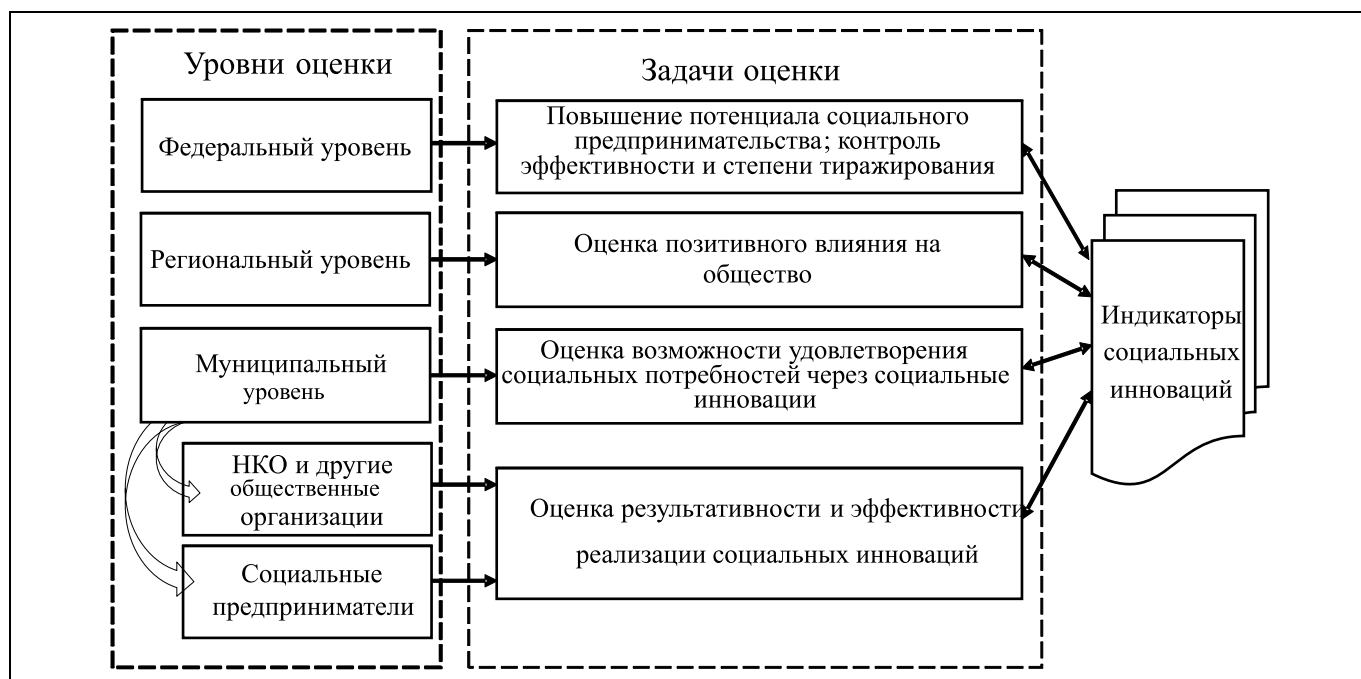 Уровни оценки
Задачи оценки
Федеральный уровень
Повышение потенциала социального
предпринимательства; контроль
эффективности и степени тиражирования
Региональный уровень
Оценка позитивного влияния на
общество
Муниципальный
уровень
Оценка возможности удовлетворения
социальных потребностей через социальные
инновации
НКО и другие
общественные
организации
Социальные
предприниматели
Оценка результативности и эффективности
реализации социальных инноваций
Индикаторы
социальных
инноваций